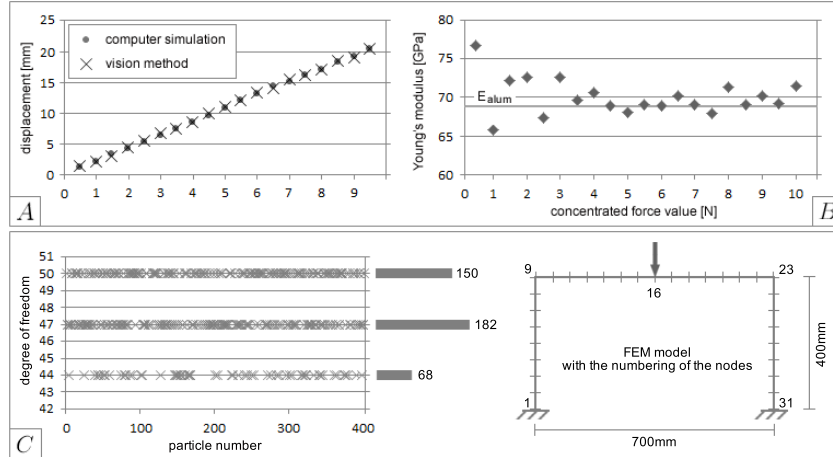 25
20
15
10
5
0
displacement [mm]
computer simulation
vision method
0 1 2 3 4 5 6 7 8 9
A
80
75
70
65
60
Young's modulus [GPa]
E alum
0 1 2 3 4 5 6 7 8 9 10
concentrated force value [N]
B
51
50
49
48
47
46
45
44
43
42
degree of freedom
0 100 200 300 400
particle number
150
182
68
C
9
16
23
FEM model
with the numbering of the nodes
1
31
400mm
700mm